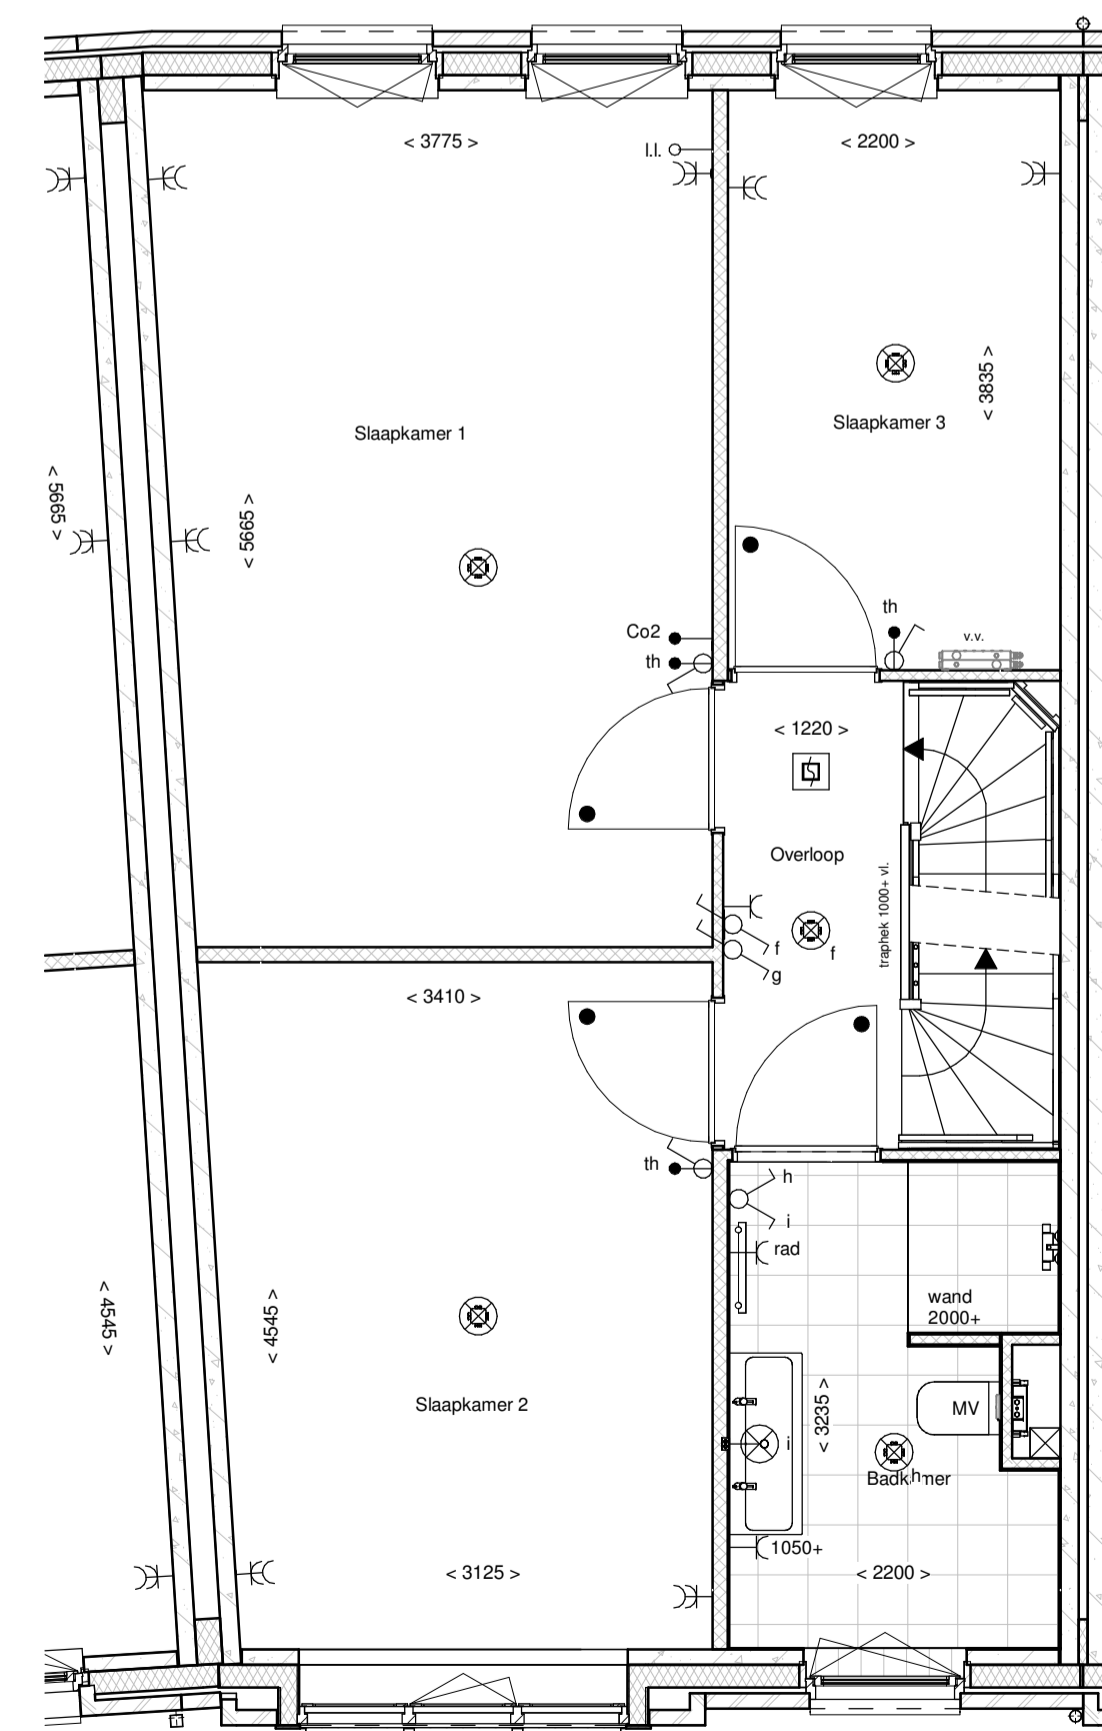 < 3775 >
l.l.
< 2200 >
< 3835 >
Slaapkamer 3
Slaapkamer 1
< 5665 >
< 5665 >
th
Co2
v.v.
th
< 1220 >
Overloop
traphek 1000+ vl.
f
f
g
< 3410 >
th
h
i
rad
wand
2000+
< 4545 >
< 4545 >
Slaapkamer 2
< 3235 >
MV
i
Badkamer
h
1050+
< 3125 >
< 2200 >